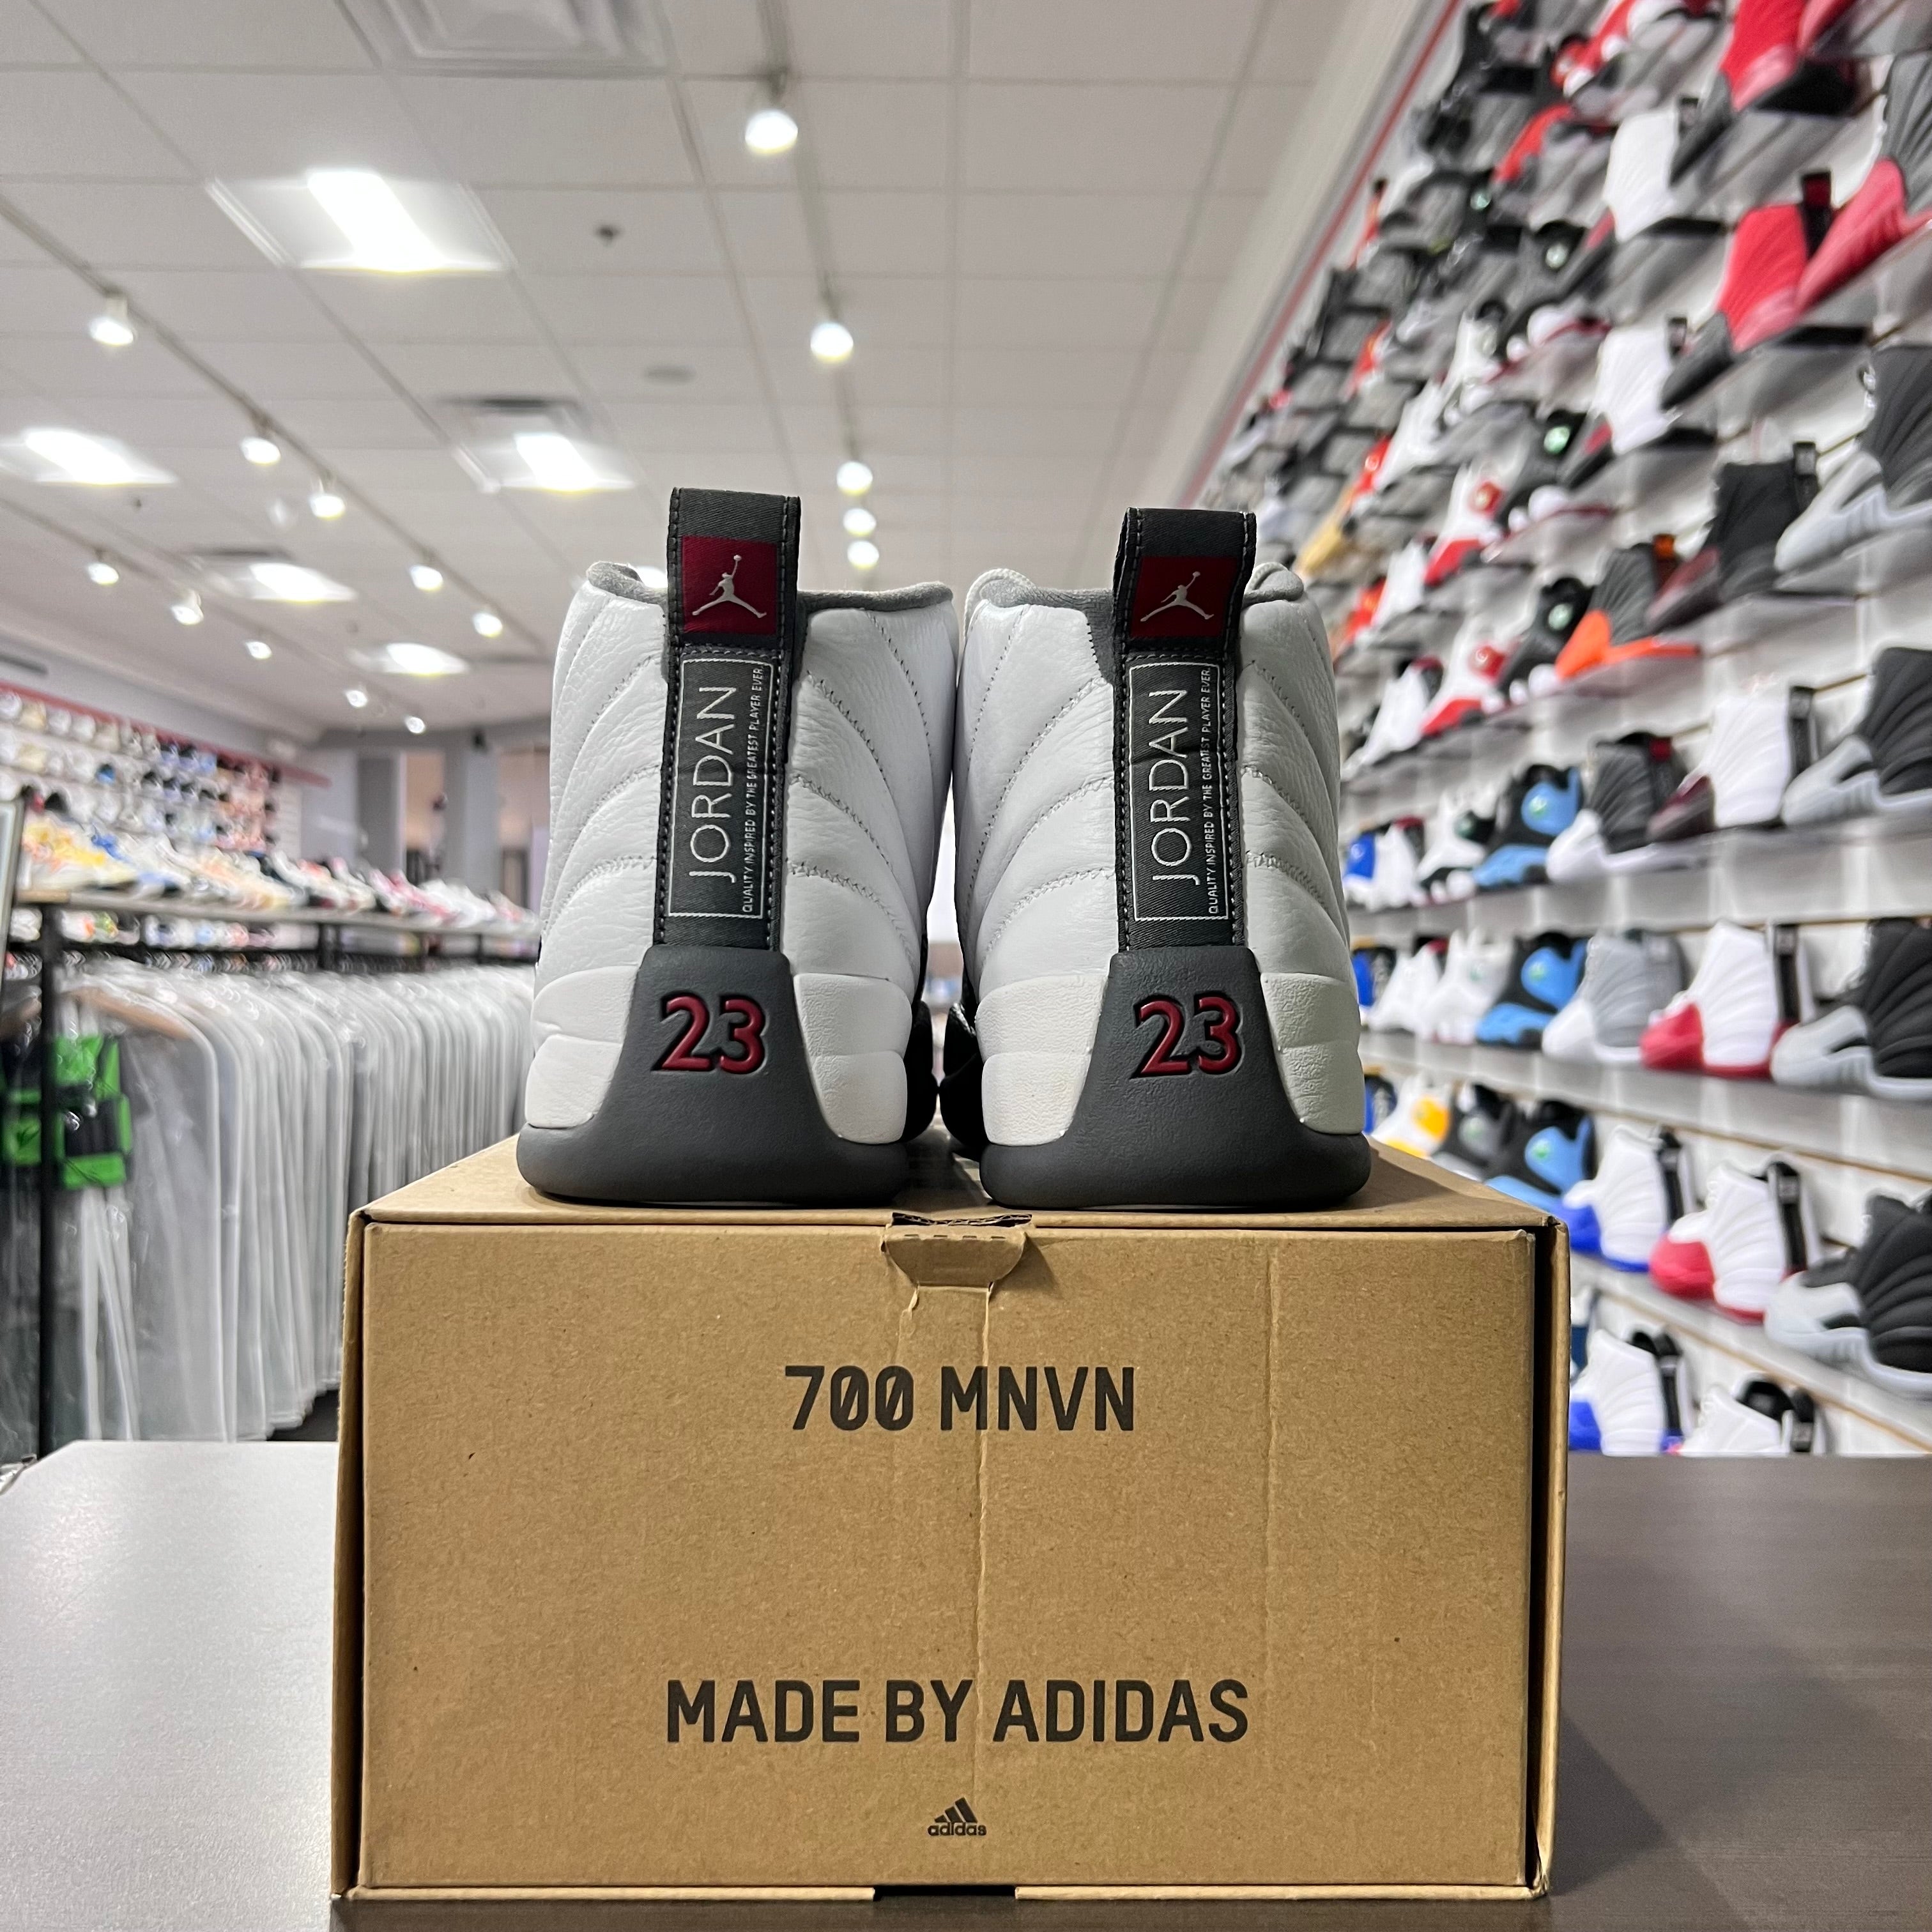 JORDAN
QUALITY INSPIRED BY THE GREATEST PLAYER EVER
JORDAN
QUALITY INSPIRED BY THE GREATEST PLAYER EVER
23
23
700 MNVN
MADE BY ADIDAS
adidas